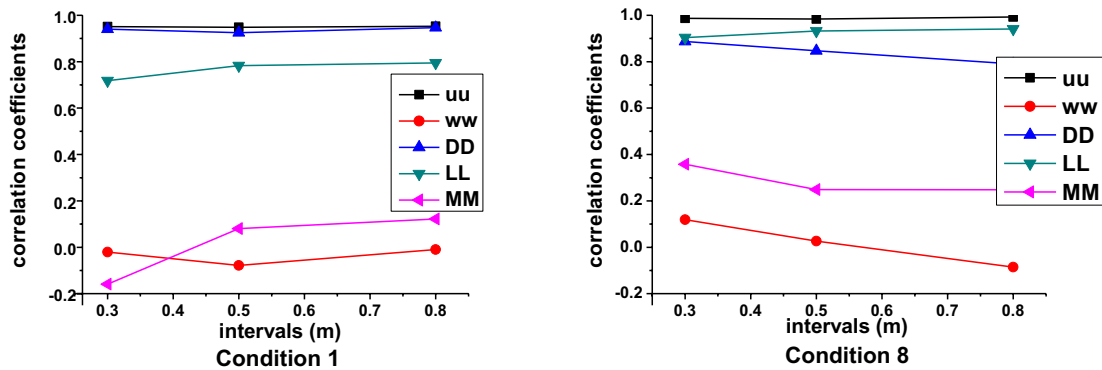 1.0
0.8
0.6
0.4
0.2
0.0
-0.2
correlation coefficients
uu
ww
DD
LL
MM
0.3 0.4 0.5 0.6 0.7 0.8
intervals (m)
Condition 1
1.0
0.8
0.6
0.4
0.2
0.0
-0.2
correlation coefficients
uu
ww
DD
LL
MM
0.3 0.4 0.5 0.6 0.7 0.8
intervals (m)
Condition 8